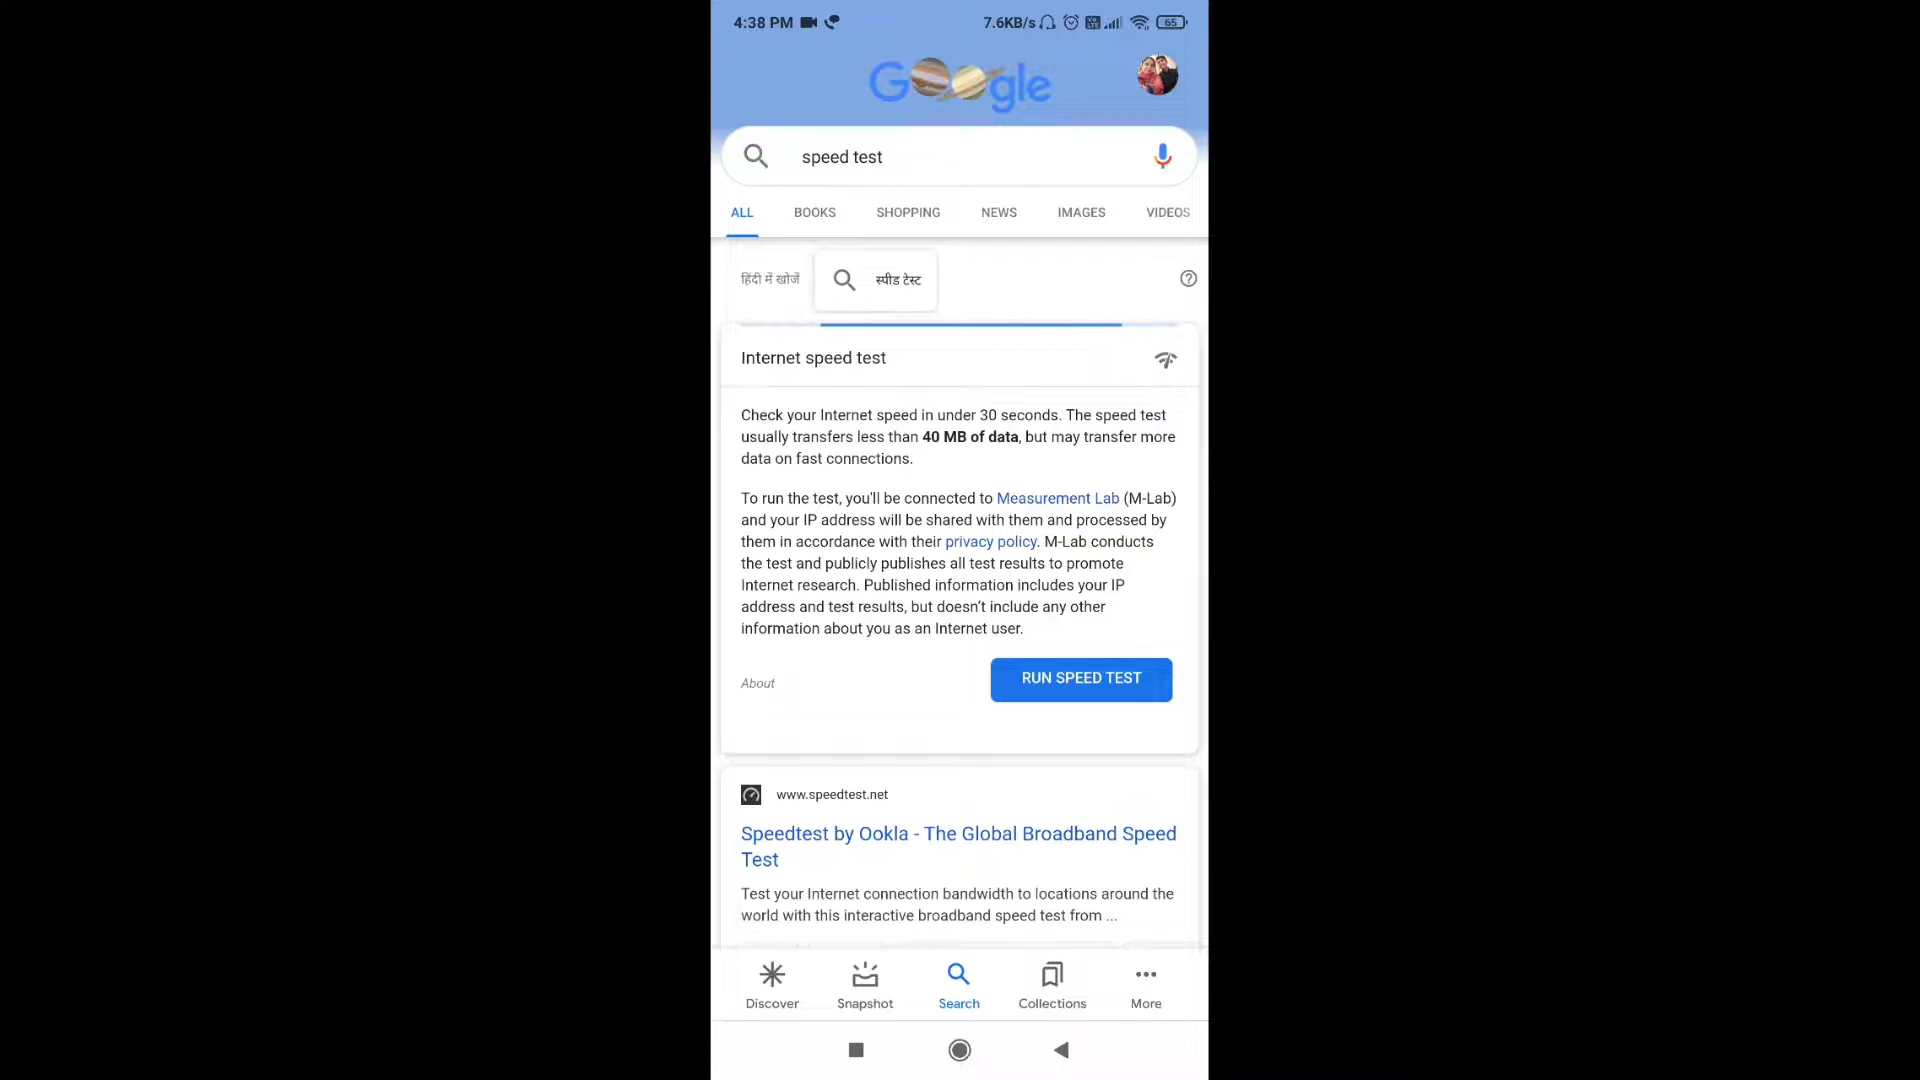 4:38 PM 7.6KB/s 65
Google
speed test
ALL BOOKS SHOPPING NEWS IMAGES VIDEOS
हिंदी में खोजें स्पीड टेस्ट
Internet speed test
Check your Internet speed in under 30 seconds. The speed test
usually transfers less than 40 MB of data, but may transfer more
data on fast connections.
To run the test, you'll be connected to Measurement Lab (M-Lab)
and your IP address will be shared with them and processed by
them in accordance with their privacy policy. M-Lab conducts
the test and publicly publishes all test results to promote
Internet research. Published information includes your IP
address and test results, but doesn't include any other
information about you as an Internet user.
About RUN SPEED TEST
www.speedtest.net
Speedtest by Ookla - The Global Broadband Speed
Test
Test your Internet connection bandwidth to locations around the
world with this interactive broadband speed test from ...
Discover Snapshot Search Collections More